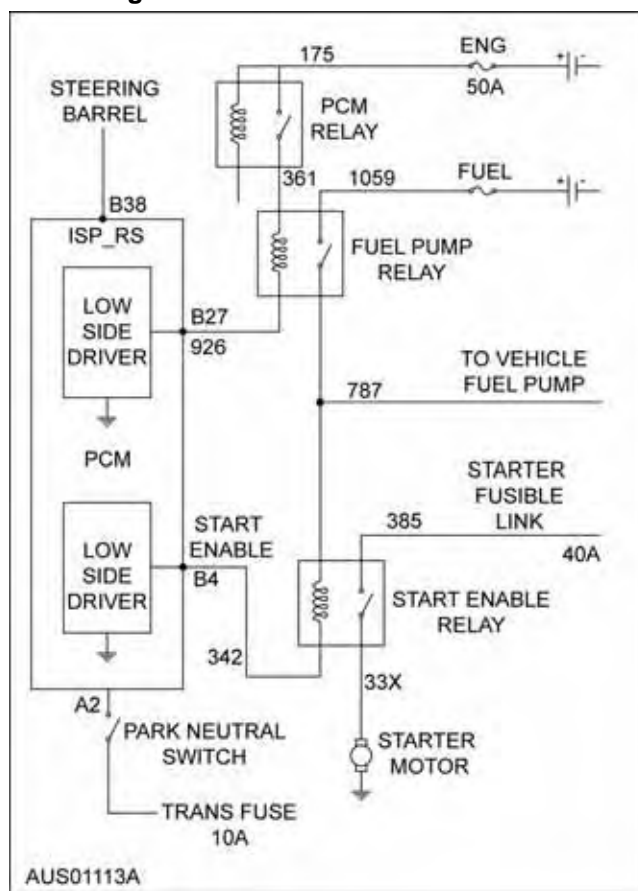 175
ENG
+ -
50A
STEERING
BARREL
PCM
RELAY
361
1059
FUEL
+ -
B38
ISP_RS
FUEL PUMP
RELAY
LOW
SIDE
DRIVER
B27
926
TO VEHICLE
FUEL PUMP
787
PCM
STARTER
FUSIBLE
LINK
385
40A
START
ENABLE
B4
LOW
SIDE
DRIVER
START ENABLE
RELAY
342
33X
A2
PARK NEUTRAL
SWITCH
STARTER
MOTOR
TRANS FUSE
10A
AUS01113A